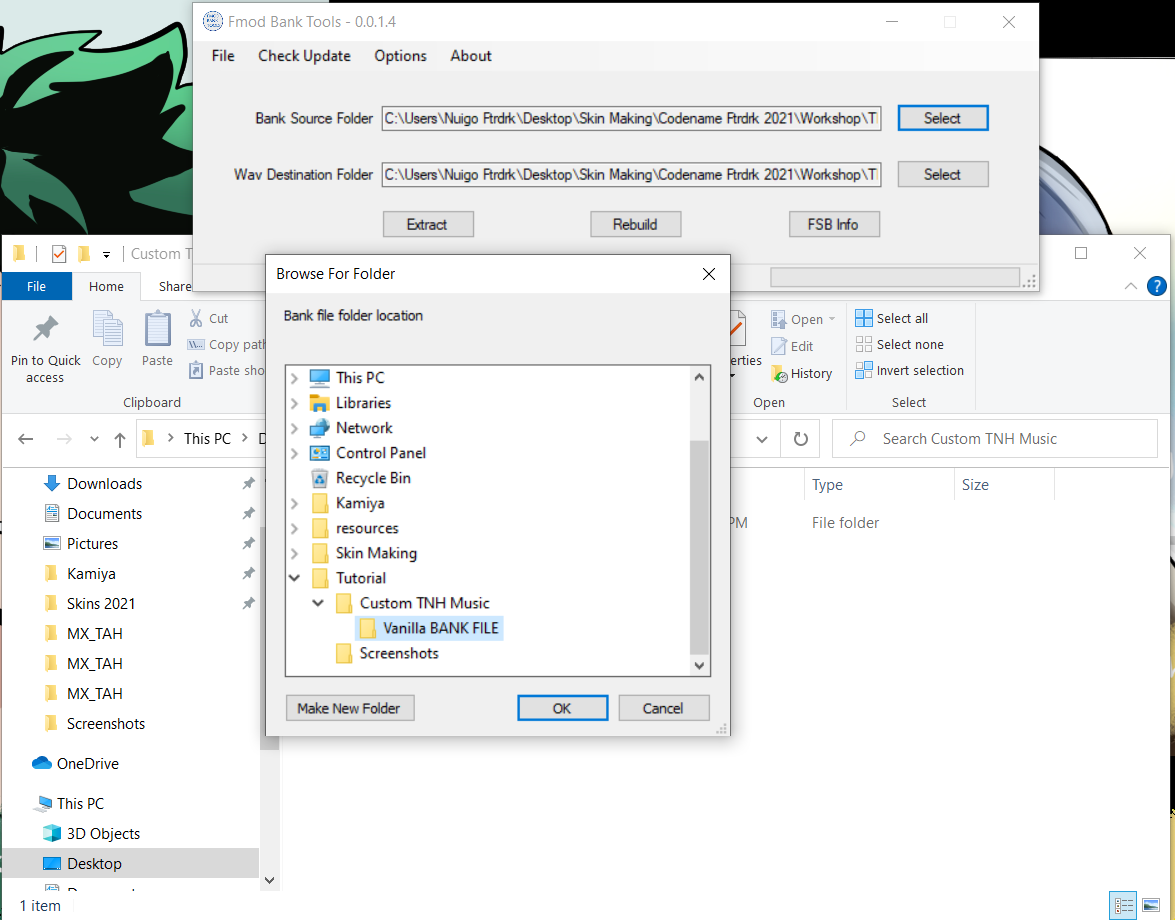 Fmod Bank Tools - 0.0.1.4
File Check Update Options About
Bank Source Folder C:\Users\Nuigo Ftrdrk\Desktop\Skin Making\Codename Ftrdrk 2021\Workshop\T Select
Wav Destination Folder C:\Users\Nuigo Ftrdrk\Desktop\Skin Making\Codename Ftrdrk 2021\Workshop\T Select
Extract Rebuild FSB Info
Custom T
File Home Share
Pin to Quick access
Copy
Paste
Cut
Copy path
Paste sho
Clipboard
erties
Open
Edit
History
Open
Select all
Select none
Invert selection
Select
This PC D
Search Custom TNH Music
Type Size
PM File folder
Downloads
Documents
Pictures
Kamiya
Skins 2021
MX_TAH
MX_TAH
MX_TAH
Screenshots
OneDrive
This PC
3D Objects
Desktop
1 item
Browse For Folder
Bank file folder location
This PC
Libraries
Network
Control Panel
Recycle Bin
Kamiya
resources
Skin Making
Tutorial
Custom TNH Music
Vanilla BANK FILE
Screenshots
Make New Folder OK Cancel